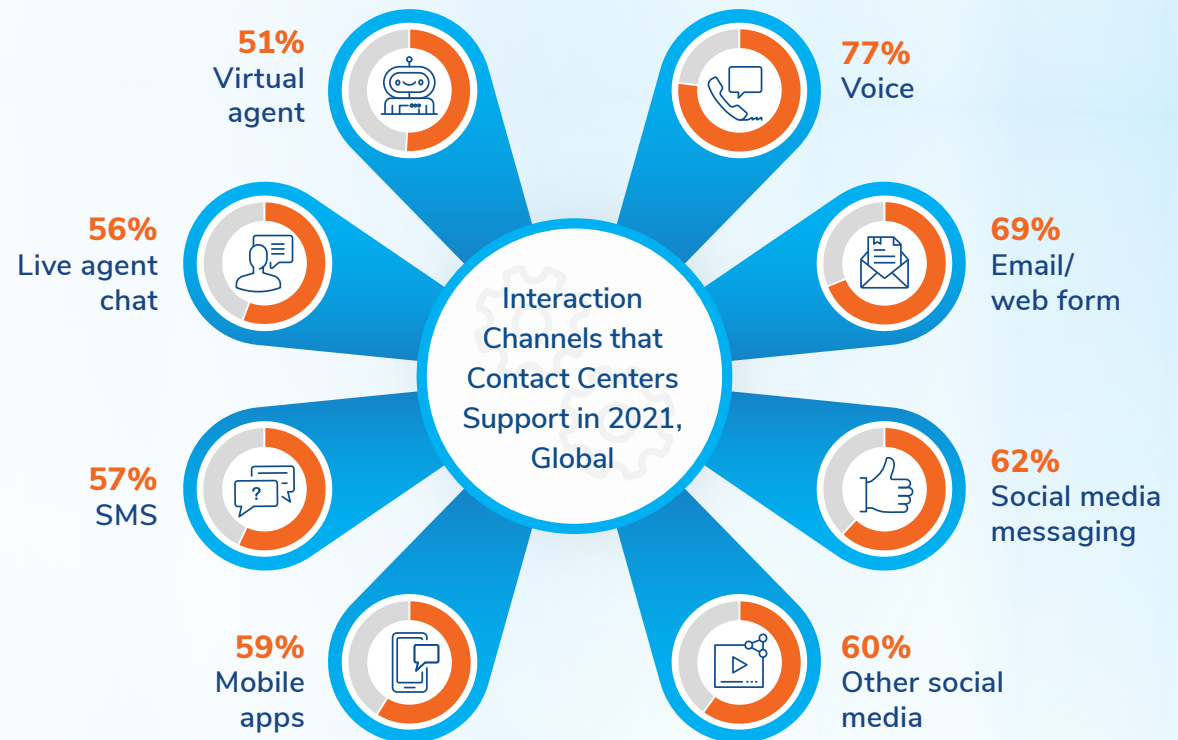 Interaction
Channels that
Contact Centers
Support in 2021,
Global
77%
Voice
69%
Email/
web form
62%
Social media
messaging
60%
Other social
media
59%
Mobile
apps
57%
SMS
?
56%
Live agent
chat
51%
Virtual
agent